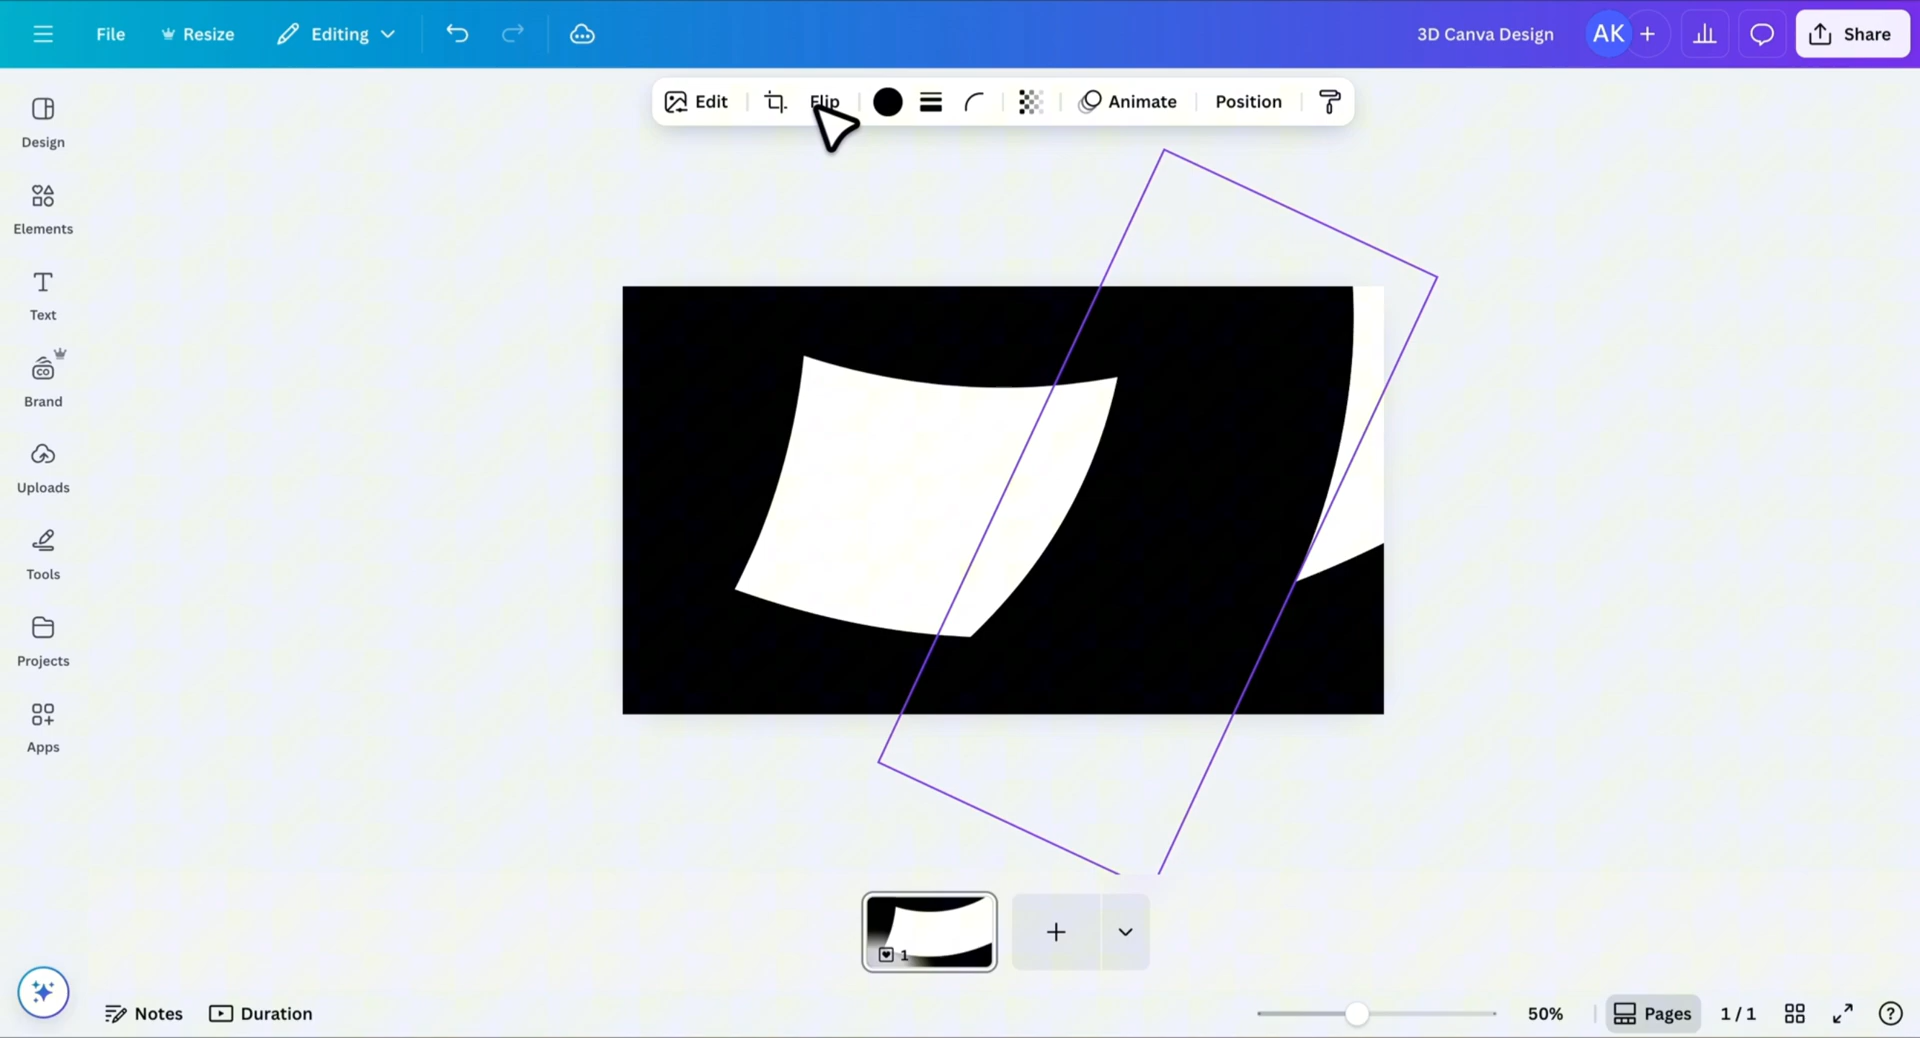 File Resize Editing 3D Canva Design AK Share
Edit Flip Animate Position
Design
Elements
Text
CO
Brand
Uploads
Tools
Projects
Apps
1
Notes Duration 50% Pages 1 / 1 ?